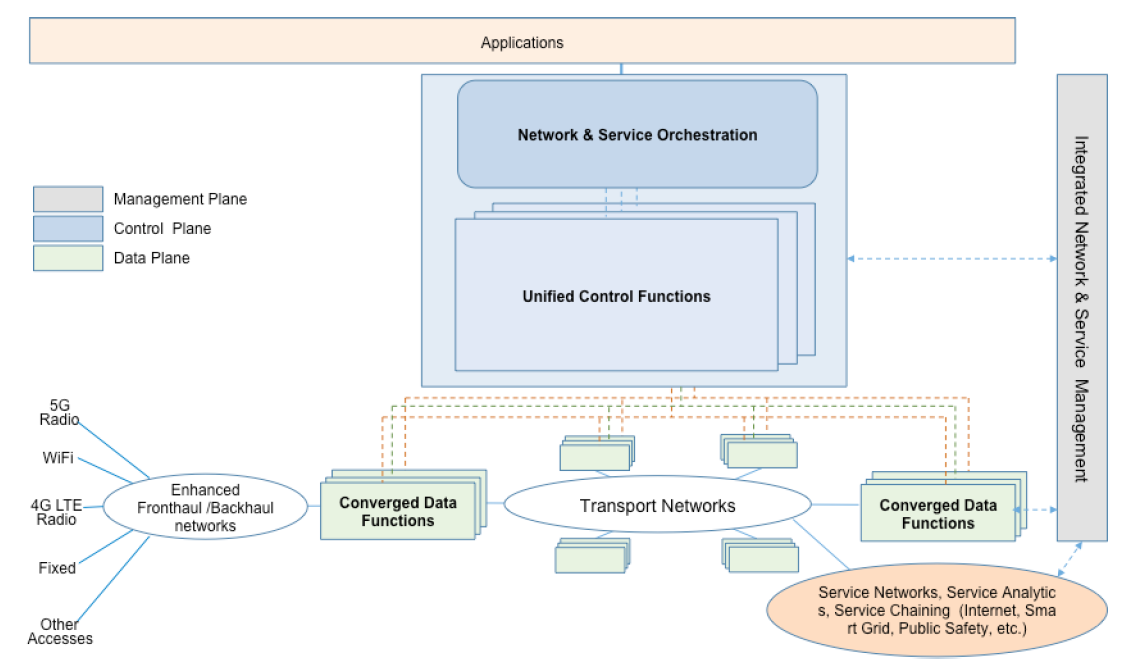 Applications
Network & Service Orchestration
Management Plane
Control Plane
Data Plane
Unified Control Functions
Integrated Network & Service Management
5G
Radio
WiFi
4G LTE
Radio
Fixed
Other
Accesses
Enhanced
Fronthaul /Backhaul
networks
Converged Data
Functions
Transport Networks
Converged Data
Functions
Service Networks, Service Analytic
s, Service Chaining (Internet, Sma
rt Grid, Public Safety, etc.)